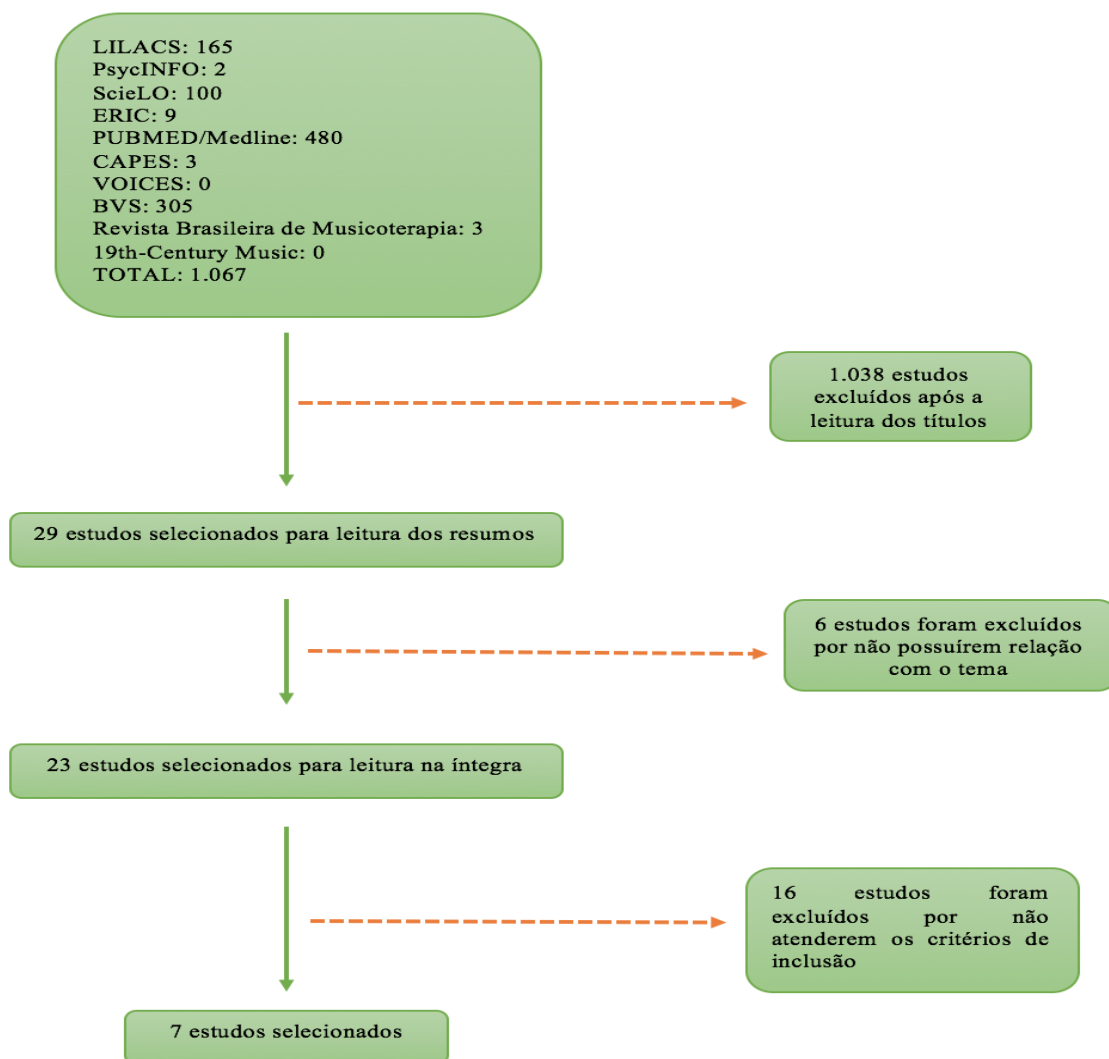 LILACS: 165
PsycINFO: 2
ScieLO: 100
ERIC: 9
PUBMED/Medline: 480
CAPES: 3
VOICES: 0
BVS: 305
Revista Brasileira de Musicoterapia: 3
19th-Century Music: 0
TOTAL: 1.067
1.038 estudos
excluídos após a
leitura dos títulos
29 estudos selecionados para leitura dos resumos
6 estudos foram excluídos
por não possuírem relação
com o tema
23 estudos selecionados para leitura na íntegra
16 estudos foram
excluídos por não
atenderem os critérios de
inclusão
7 estudos selecionados